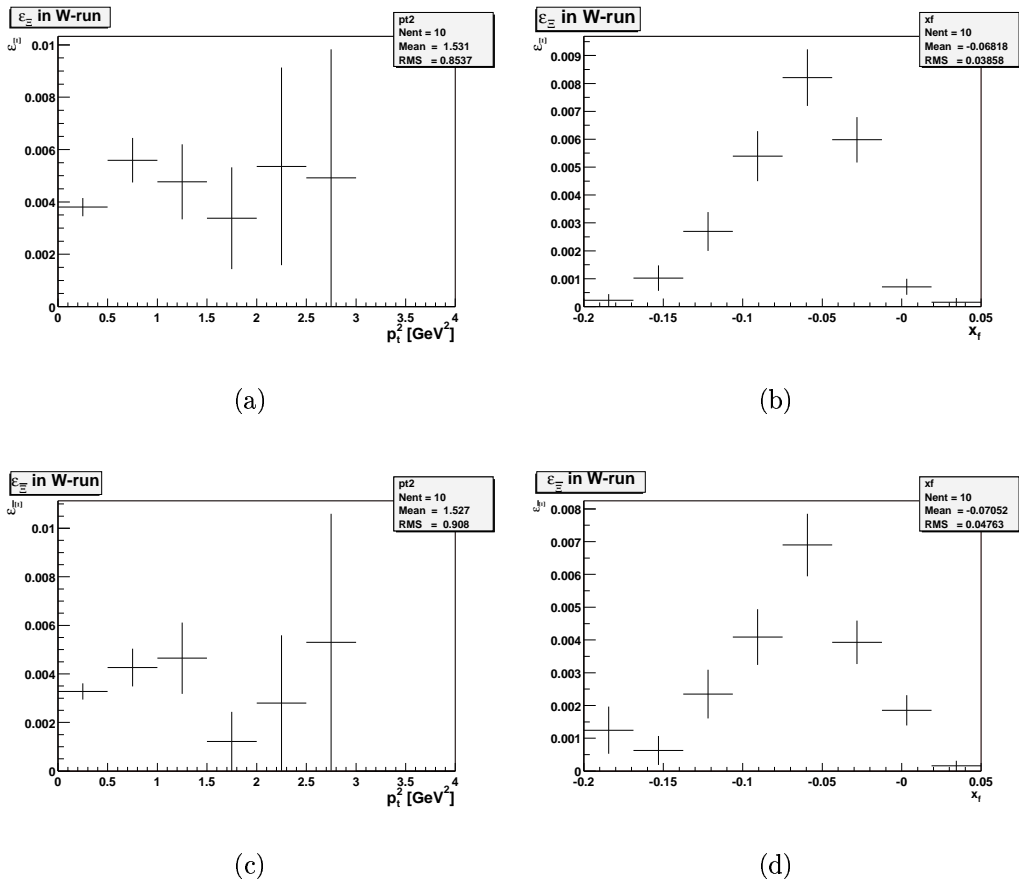 ε_Ξ in W-run
pt2
Nent = 10
Mean = 1.531
RMS = 0.8537
ε_Ξ
0.01
0.008
0.006
0.004
0.002
0
0 0.5 1 1.5 2 2.5 3 3.5 4
p_t^2 [GeV^2]
(a)
ε_Ξ in W-run
xf
Nent = 10
Mean = -0.06818
RMS = 0.03858
ε_Ξ
0.009
0.008
0.007
0.006
0.005
0.004
0.003
0.002
0.001
0
-0.2 -0.15 -0.1 -0.05 -0 0.05
x_f
(b)
ε_Ξ̅ in W-run
pt2
Nent = 10
Mean = 1.527
RMS = 0.908
ε_Ξ̅
0.01
0.008
0.006
0.004
0.002
0
0 0.5 1 1.5 2 2.5 3 3.5 4
p_t^2 [GeV^2]
(c)
ε_Ξ̅ in W-run
xf
Nent = 10
Mean = -0.07052
RMS = 0.04763
ε_Ξ̅
0.008
0.007
0.006
0.005
0.004
0.003
0.002
0.001
0
-0.2 -0.15 -0.1 -0.05 -0 0.05
x_f
(d)